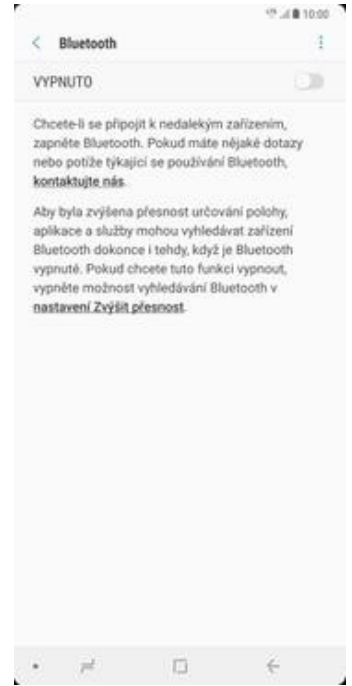 10:00
Bluetooth
VYPNUTO
Chcete-li se připojit k nedalekým zařízením,
zapněte Bluetooth. Pokud máte nějaké dotazy
nebo potíže týkající se používání Bluetooth,
kontaktujte nás.
Aby byla zvýšena přesnost určování polohy,
aplikace a služby mohou vyhledávat zařízení
Bluetooth dokonce i tehdy, když je Bluetooth
vypnuté. Pokud chcete tuto funkci vypnout,
vypněte možnost vyhledávání Bluetooth v
nastavení Zvýšit přesnost.